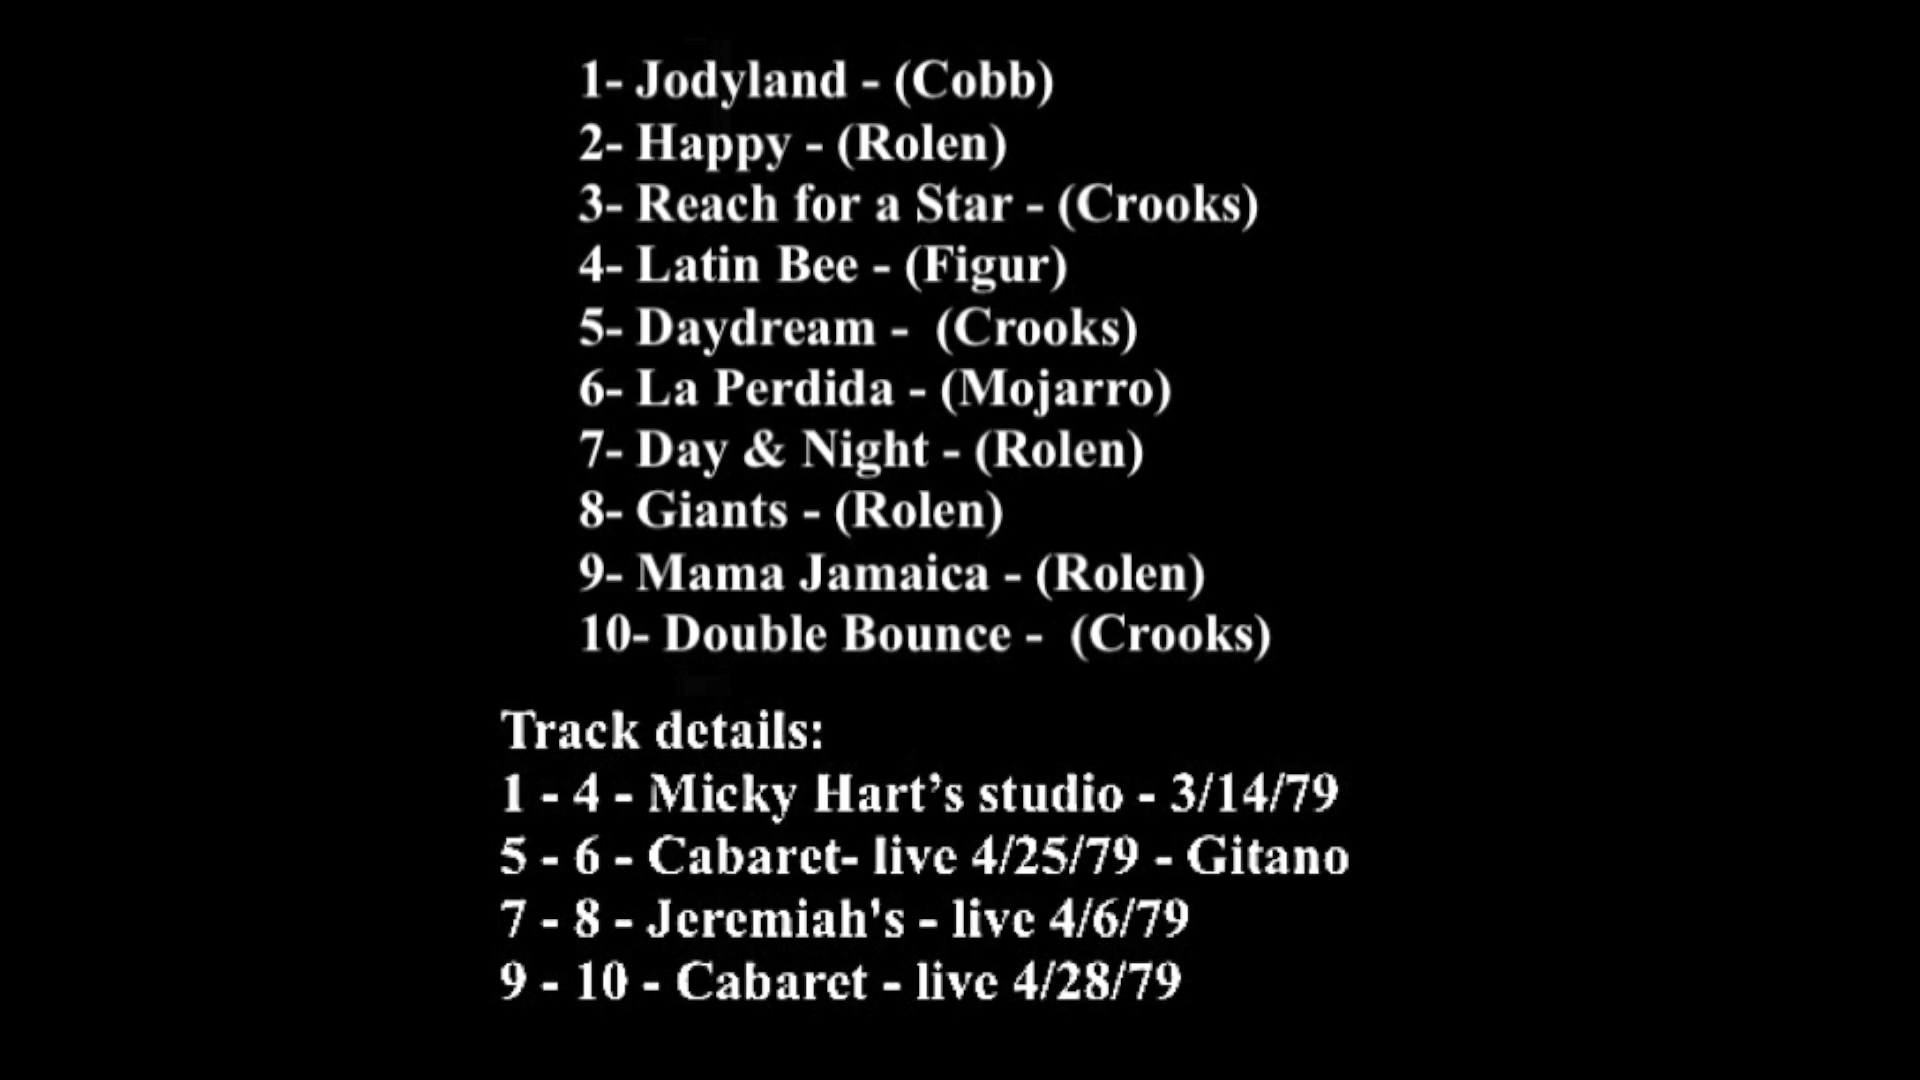 1- Jodyland - (Cobb)
2- Happy - (Rolen)
3- Reach for a Star - (Crooks)
4- Latin Bee - (Figur)
5- Daydream -  (Crooks)
6- La Perdida - (Mojarro)
7- Day & Night - (Rolen)
8- Giants - (Rolen)
9- Mama Jamaica - (Rolen)
10- Double Bounce -  (Crooks)
Track details:
1 - 4 - Micky Hart’s studio - 3/14/79
5 - 6 - Cabaret- live 4/25/79 - Gitano
7 - 8 - Jeremiah's - live 4/6/79
9 - 10 - Cabaret - live 4/28/79